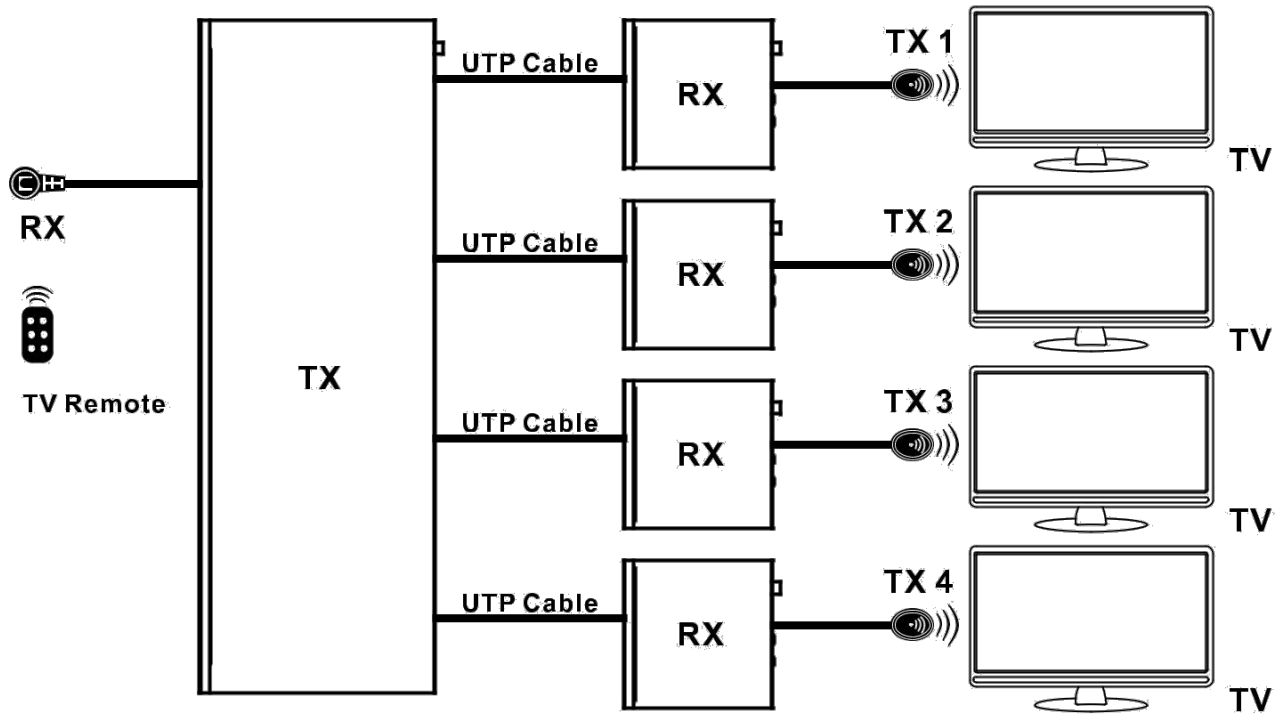 RX
TV Remote
TX
UTP Cable
RX
TX 1
TV
UTP Cable
RX
TX 2
TV
UTP Cable
RX
TX 3
TV
UTP Cable
RX
TX 4
TV